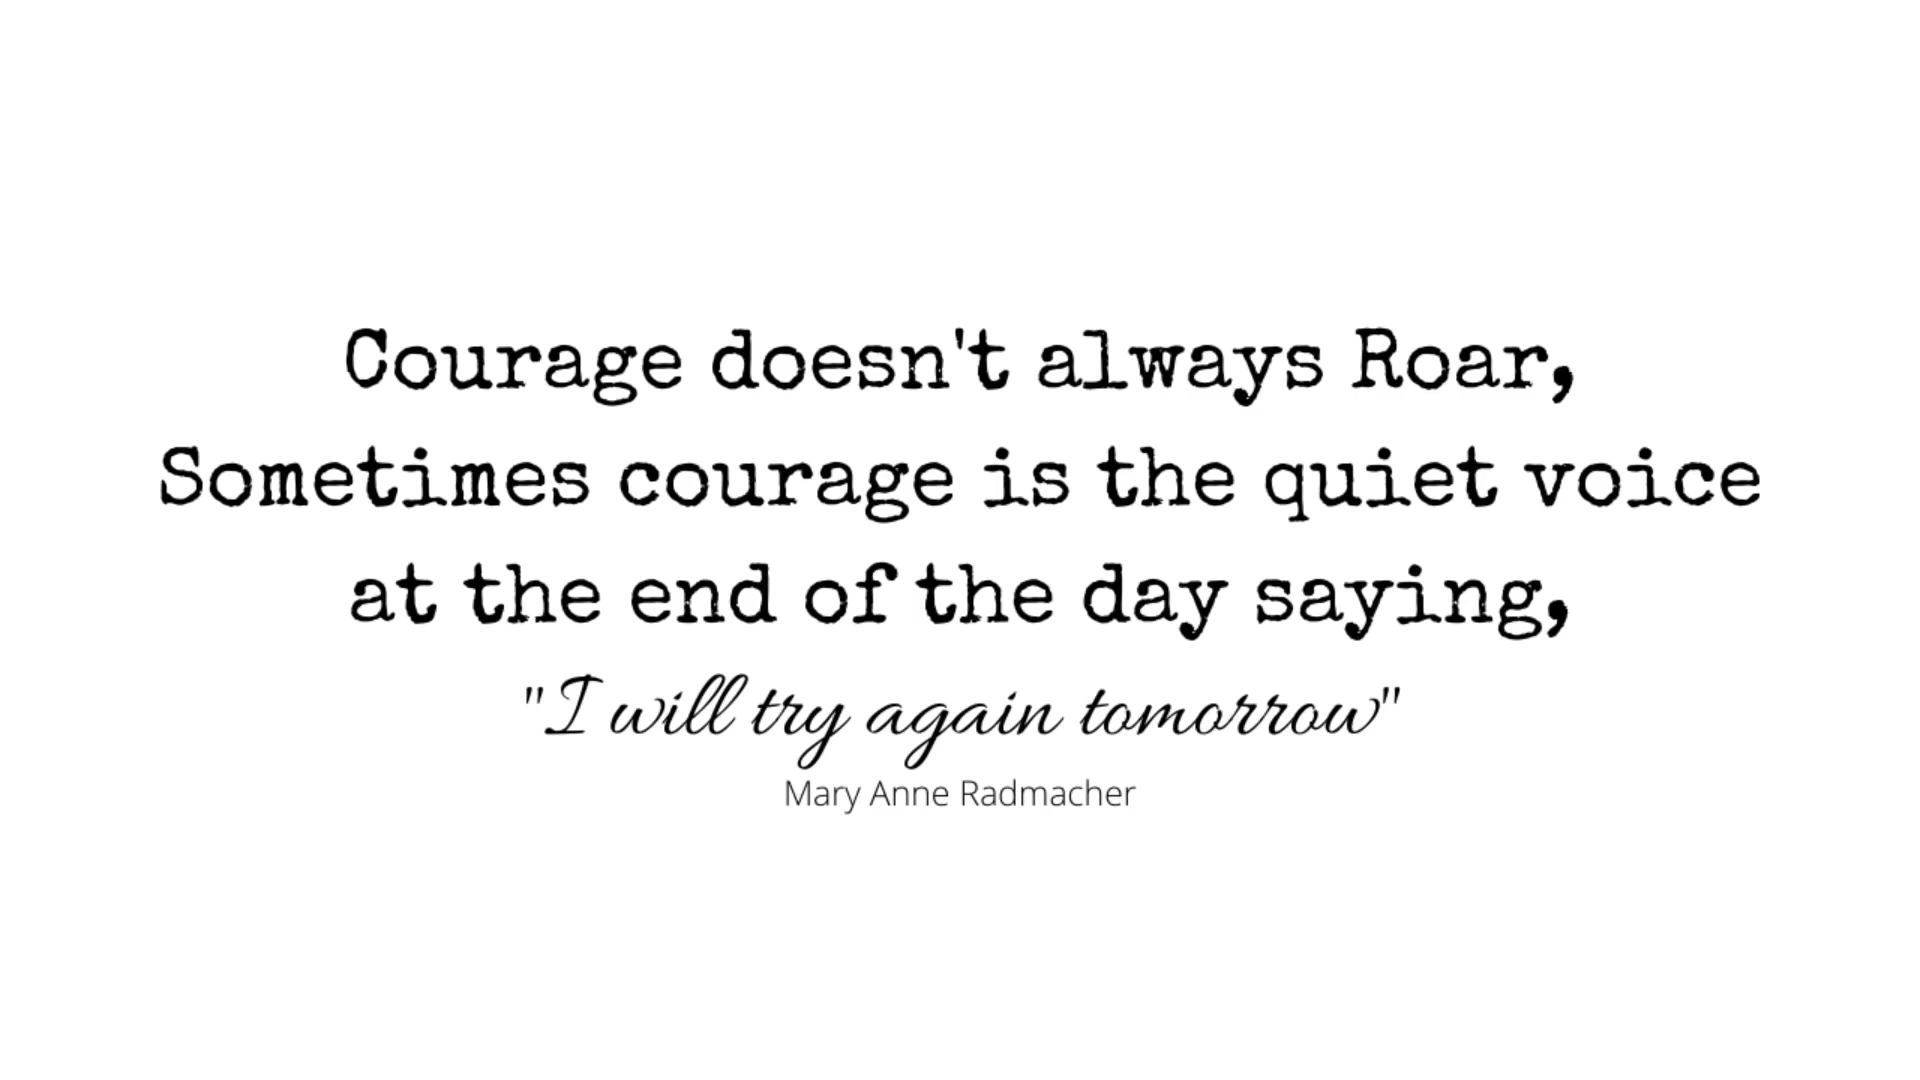 Courage doesn't always Roar,
Sometimes courage is the quiet voice
at the end of the day saying,
"I will try again tomorrow"
Mary Anne Radmacher